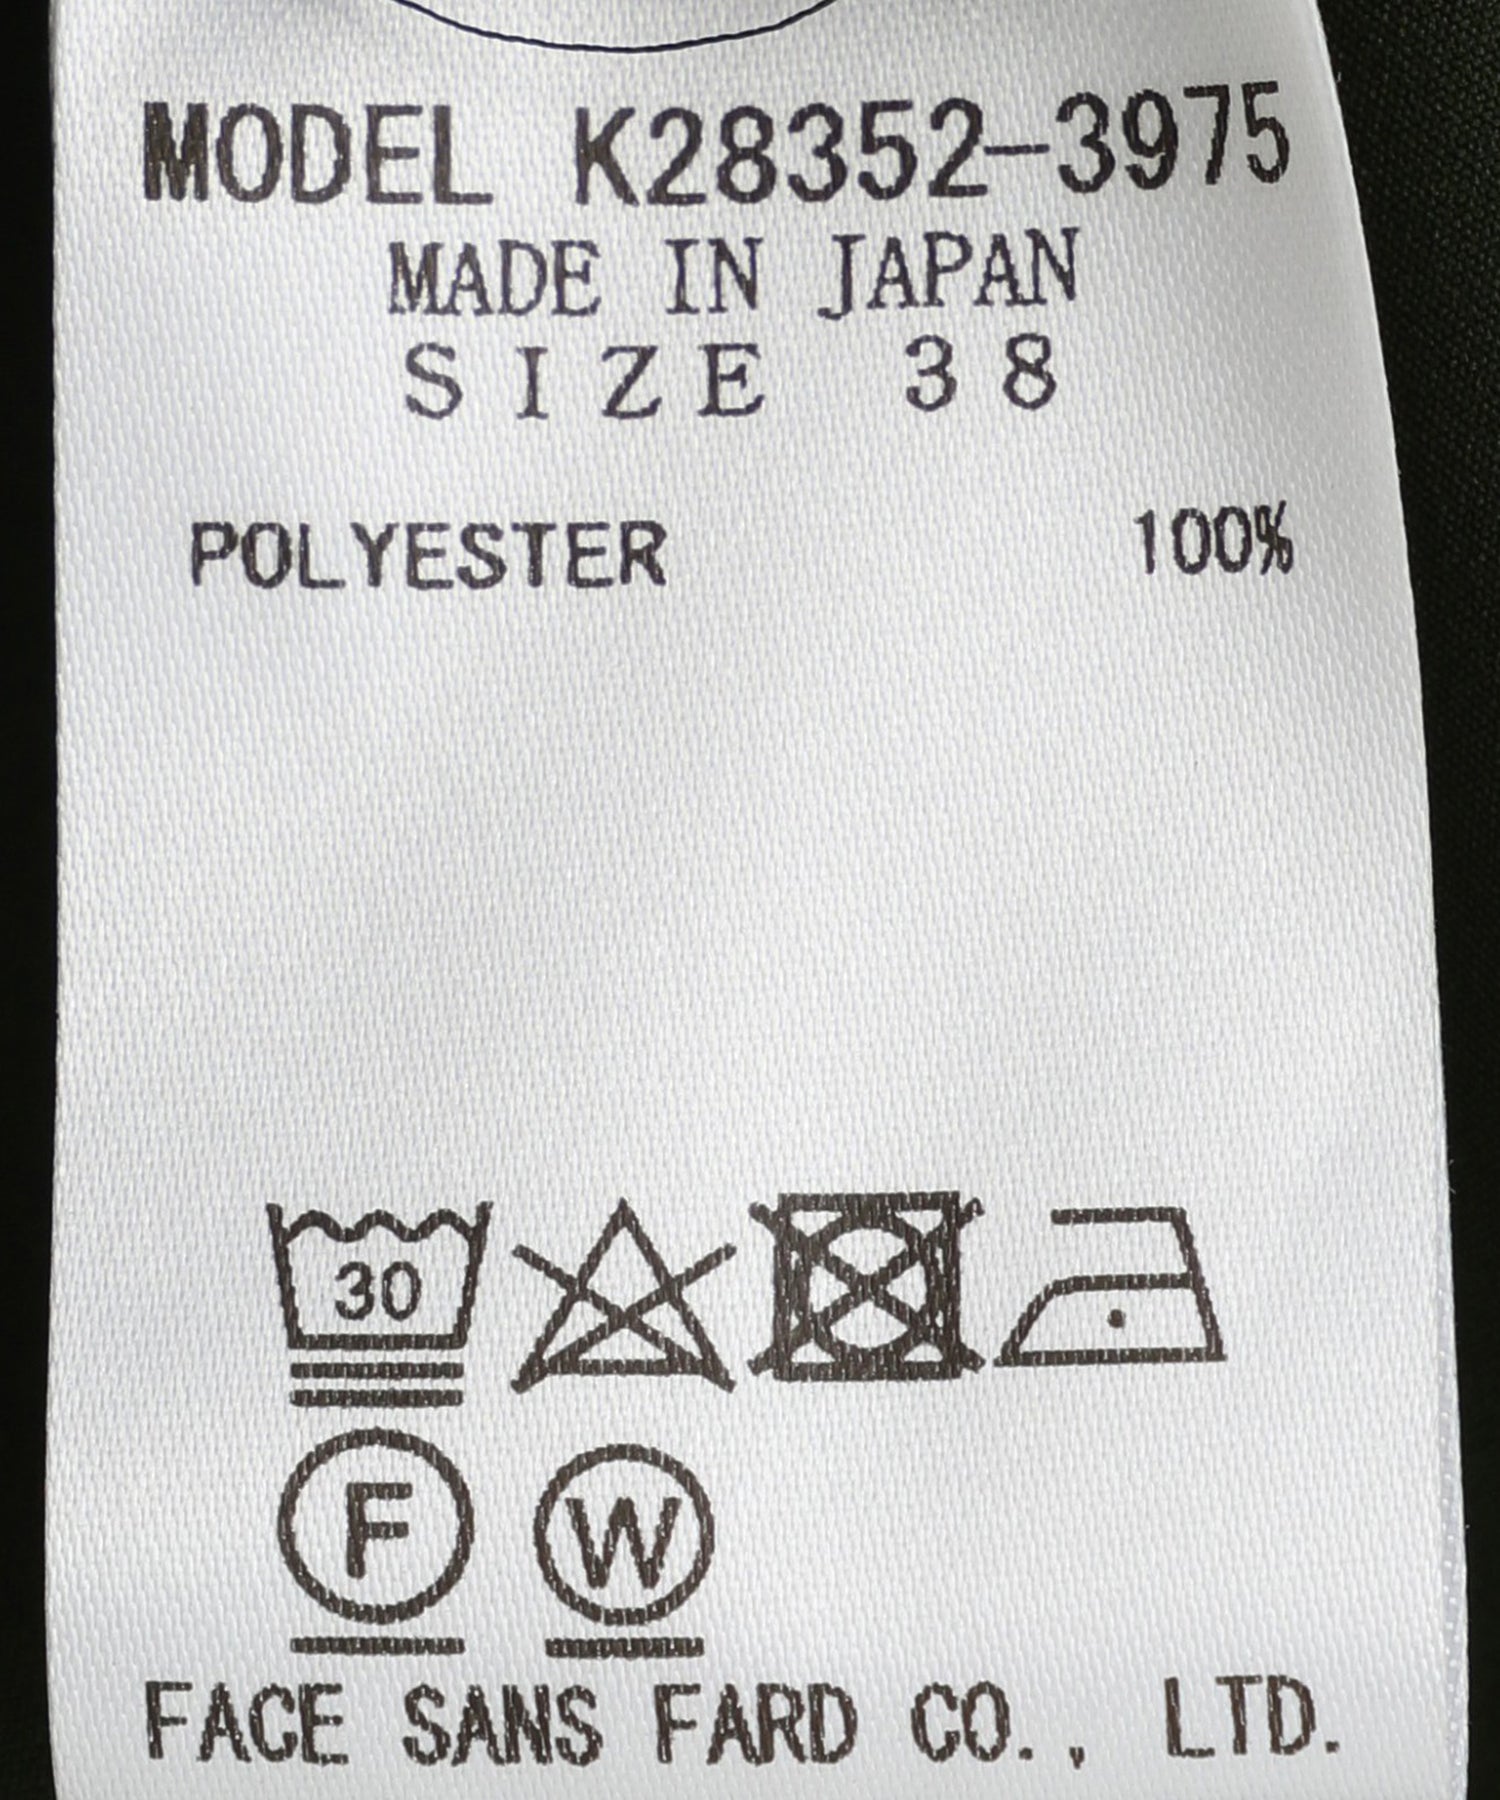 MODEL K28352-3975
MADE IN JAPAN
SIZE 38
POLYESTER 100%
30
F W
FACE SANS FARD CO., LTD.